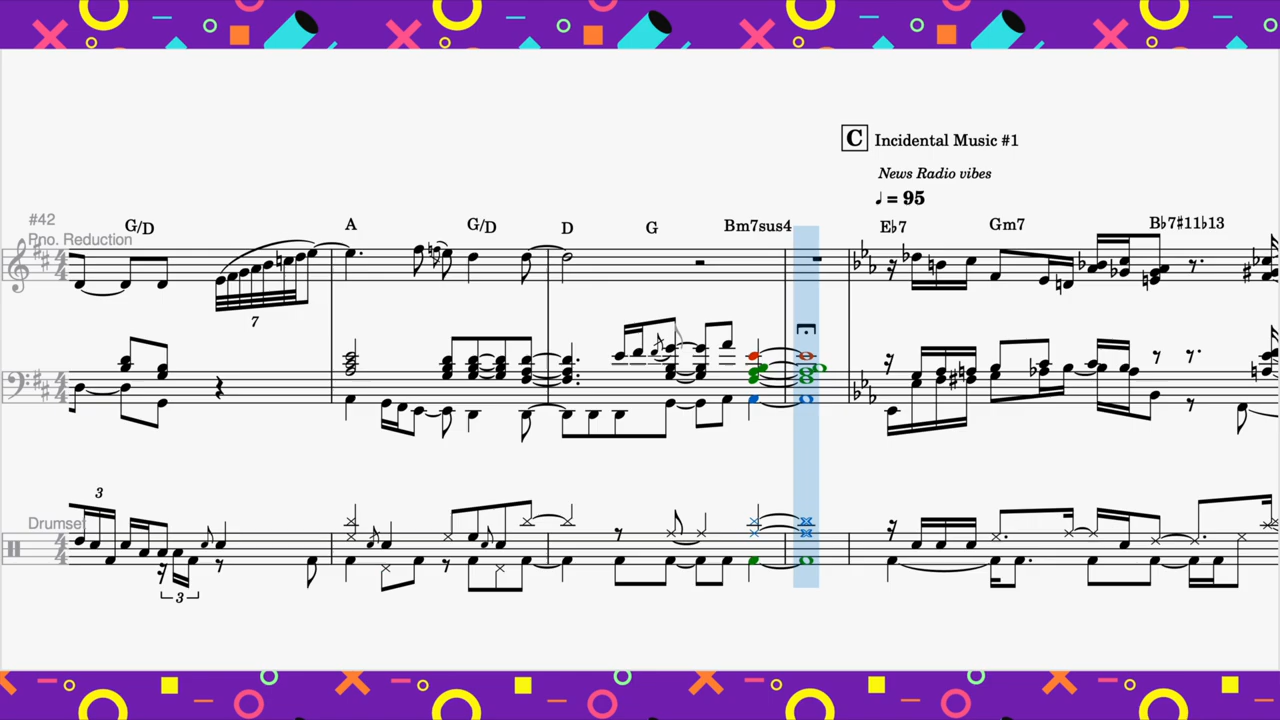 C Incidental Music #1
News Radio vibes
♩ = 95
#42
G/D A G/D D G Bm7sus4 E♭7 Gm7 B♭7#11♭13
Pno. Reduction
7
3
Drumset
3